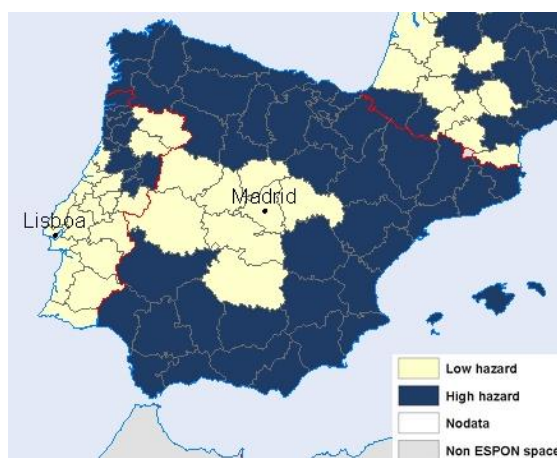 Madrid
Lisboa
Low hazard
High hazard
Nodata
Non ESPON space